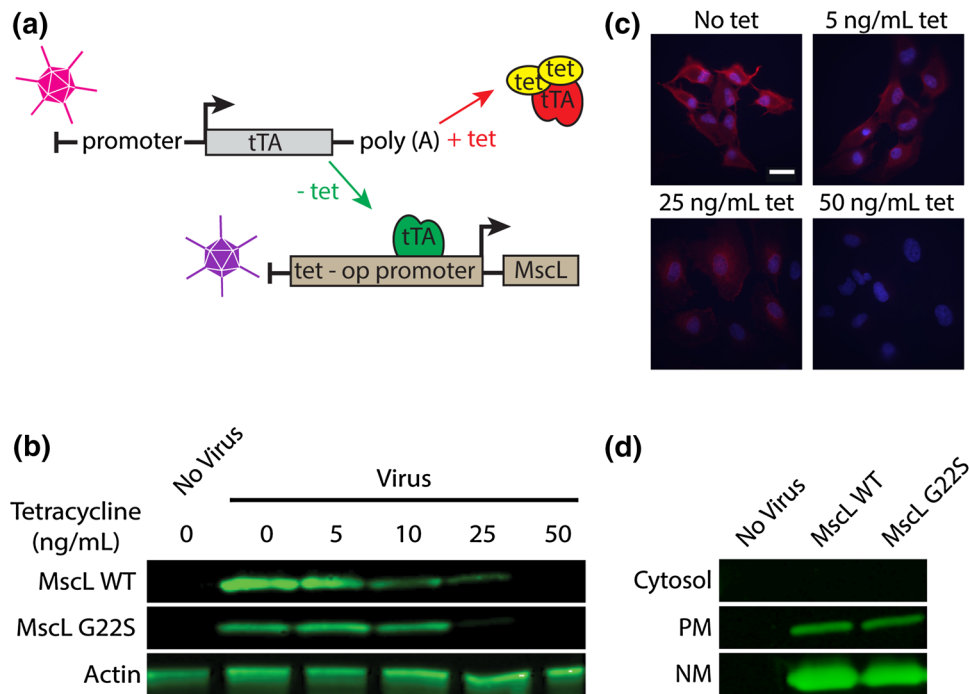 (a)
tet
tet
tTA
promoter
tTA
poly (A)
+ tet
- tet
tTA
tet - op promoter
MscL
(c)
No tet
5 ng/mL tet
25 ng/mL tet
50 ng/mL tet
(b)
No Virus
Virus
Tetracycline
(ng/mL)
0
0
5
10
25
50
MscL WT
MscL G22S
Actin
(d)
No Virus
MscL WT
MscL G22S
Cytosol
PM
NM